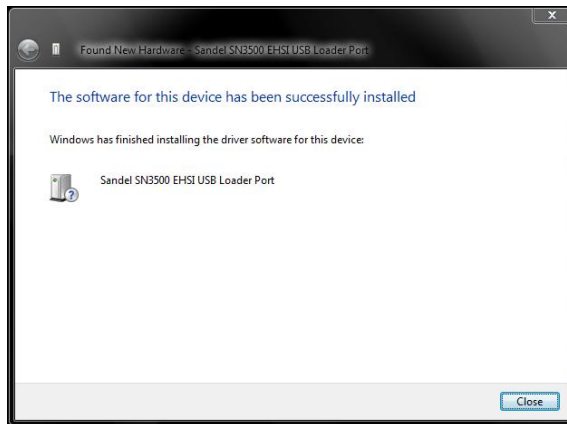 Found New Hardware - Sandel SN3500 EHSI USB Loader Port
The software for this device has been successfully installed
Windows has finished installing the driver software for this device:
Sandel SN3500 EHSI USB Loader Port
Close